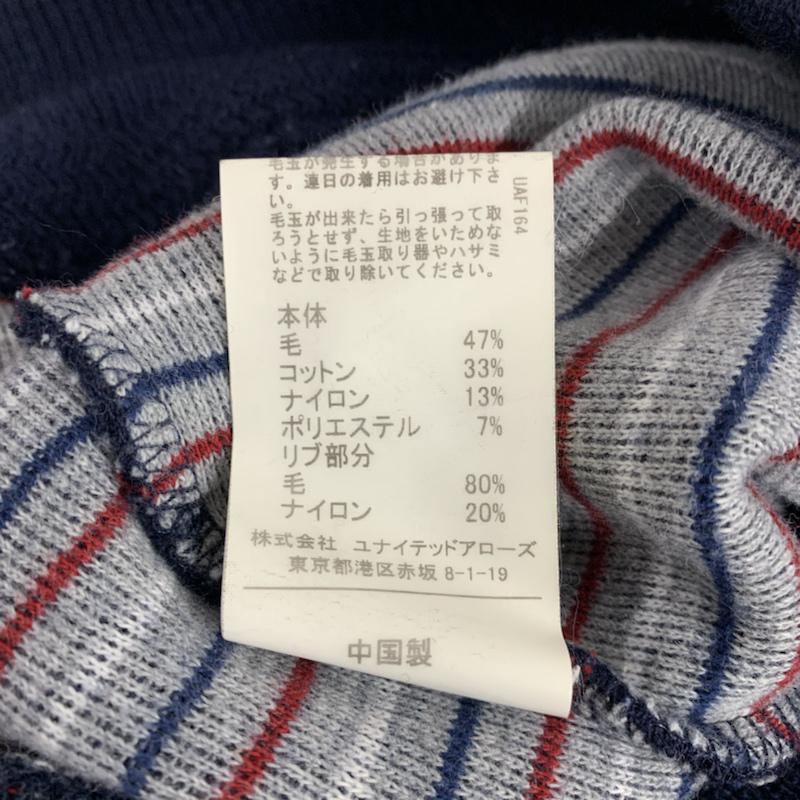 毛玉が発生する場合がありま
す。連日の着用はお避け下さ
い。
毛玉が出来たら引っ張って取
ろうとせず、生地をいためな
いように毛玉取り器やハサミ
などで取り除いてください。
UAF164
本体
毛 47%
コットン 33%
ナイロン 13%
ポリエステル 7%
リブ部分
毛 80%
ナイロン 20%
株式会社 ユナイテッドアローズ
東京都港区赤坂 8-1-19
中国製